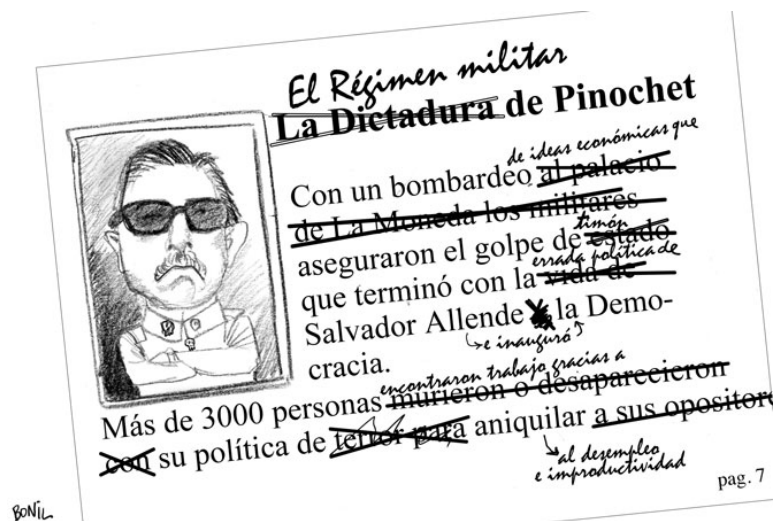 El Régimen militar
La Dictadura de Pinochet
de ideas económicas que
Con un bombardeo al palacio
de La Moneda los militares
timón
aseguraron el golpe de estado
errada política de
que terminó con la vida de
Salvador Allende y la Demo-
e inauguró
cracia.
encontraron trabajo gracias a
Más de 3000 personas murieron o desaparecieron
con su política de terror para aniquilar a sus opositore
al desempleo
e improductividad
pag. 7
BONIL